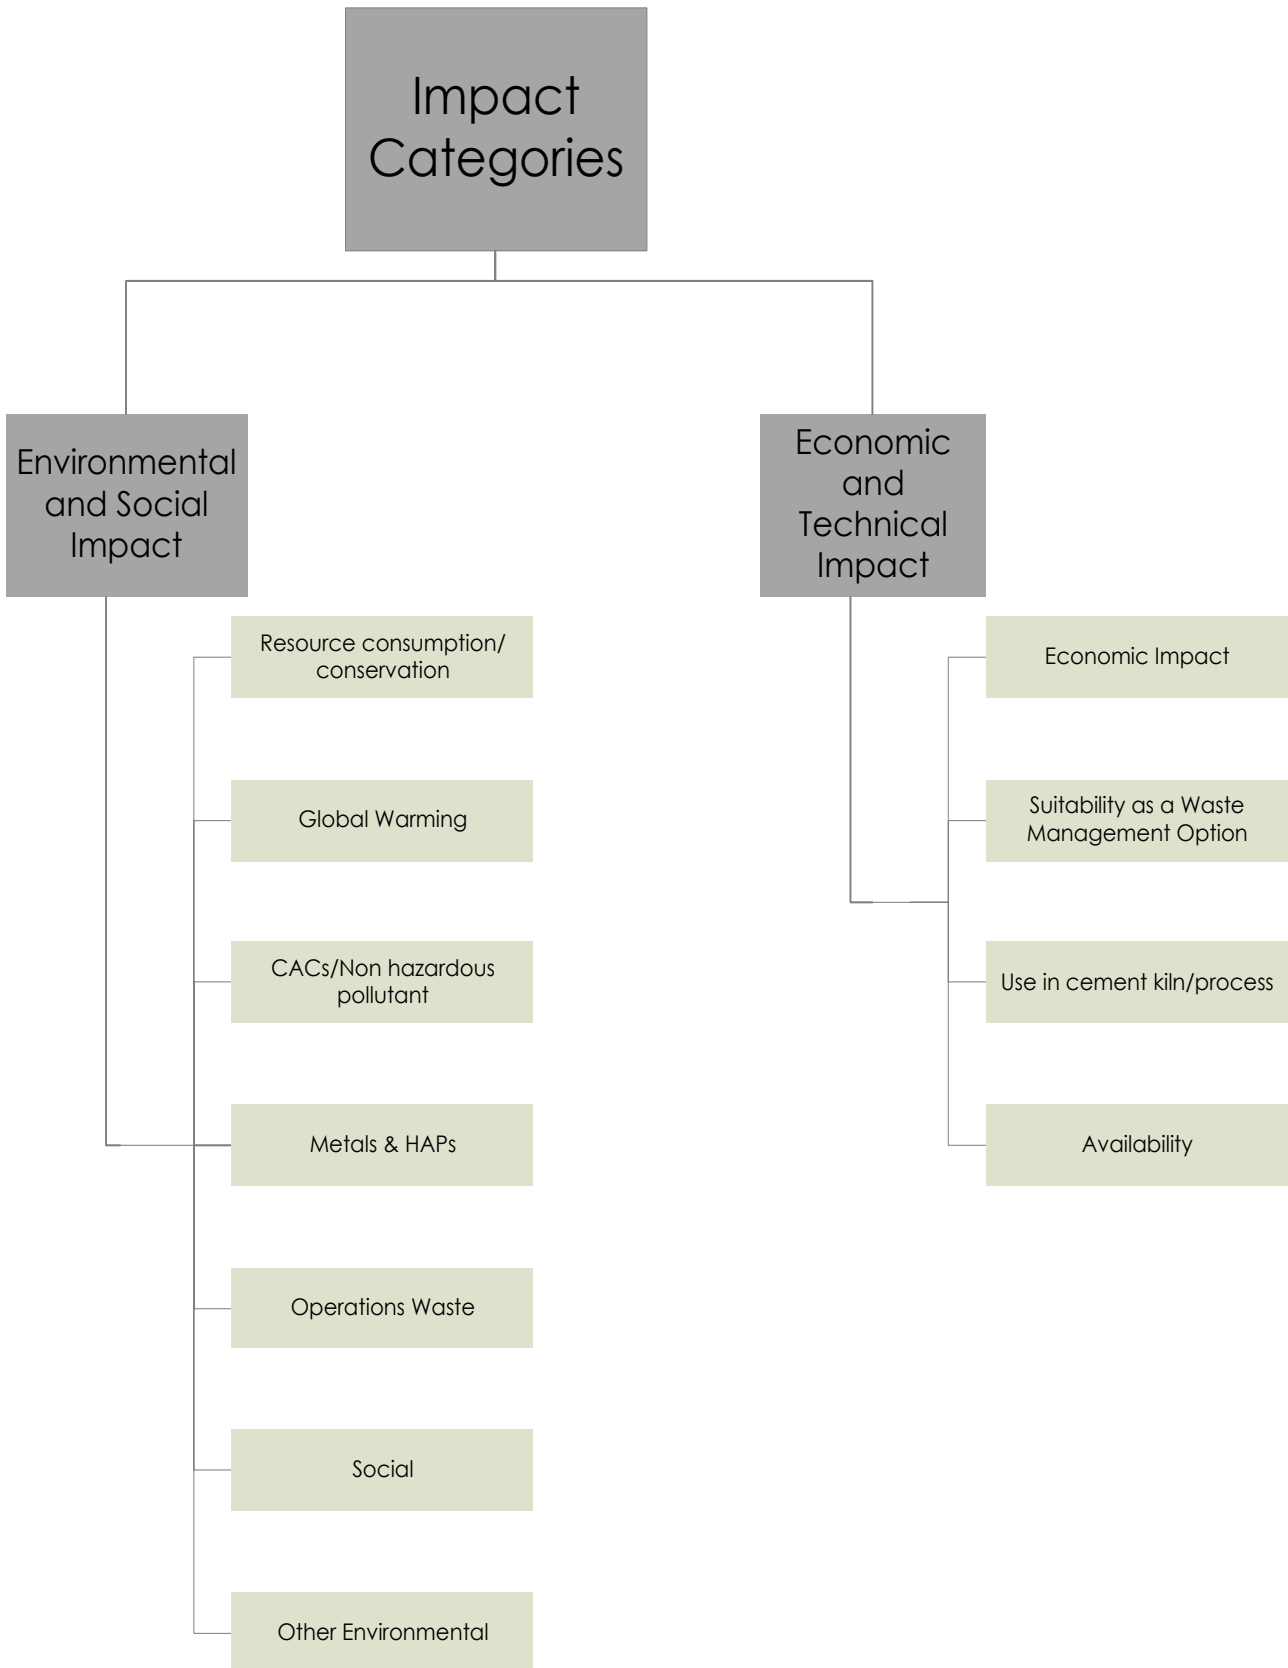 Impact
Categories
Environmental
and Social
Impact
Resource consumption/
conservation
Global Warming
CACs/Non hazardous
pollutant
Metals & HAPs
Operations Waste
Social
Other Environmental
Economic
and
Technical
Impact
Economic Impact
Suitability as a Waste
Management Option
Use in cement kiln/process
Availability